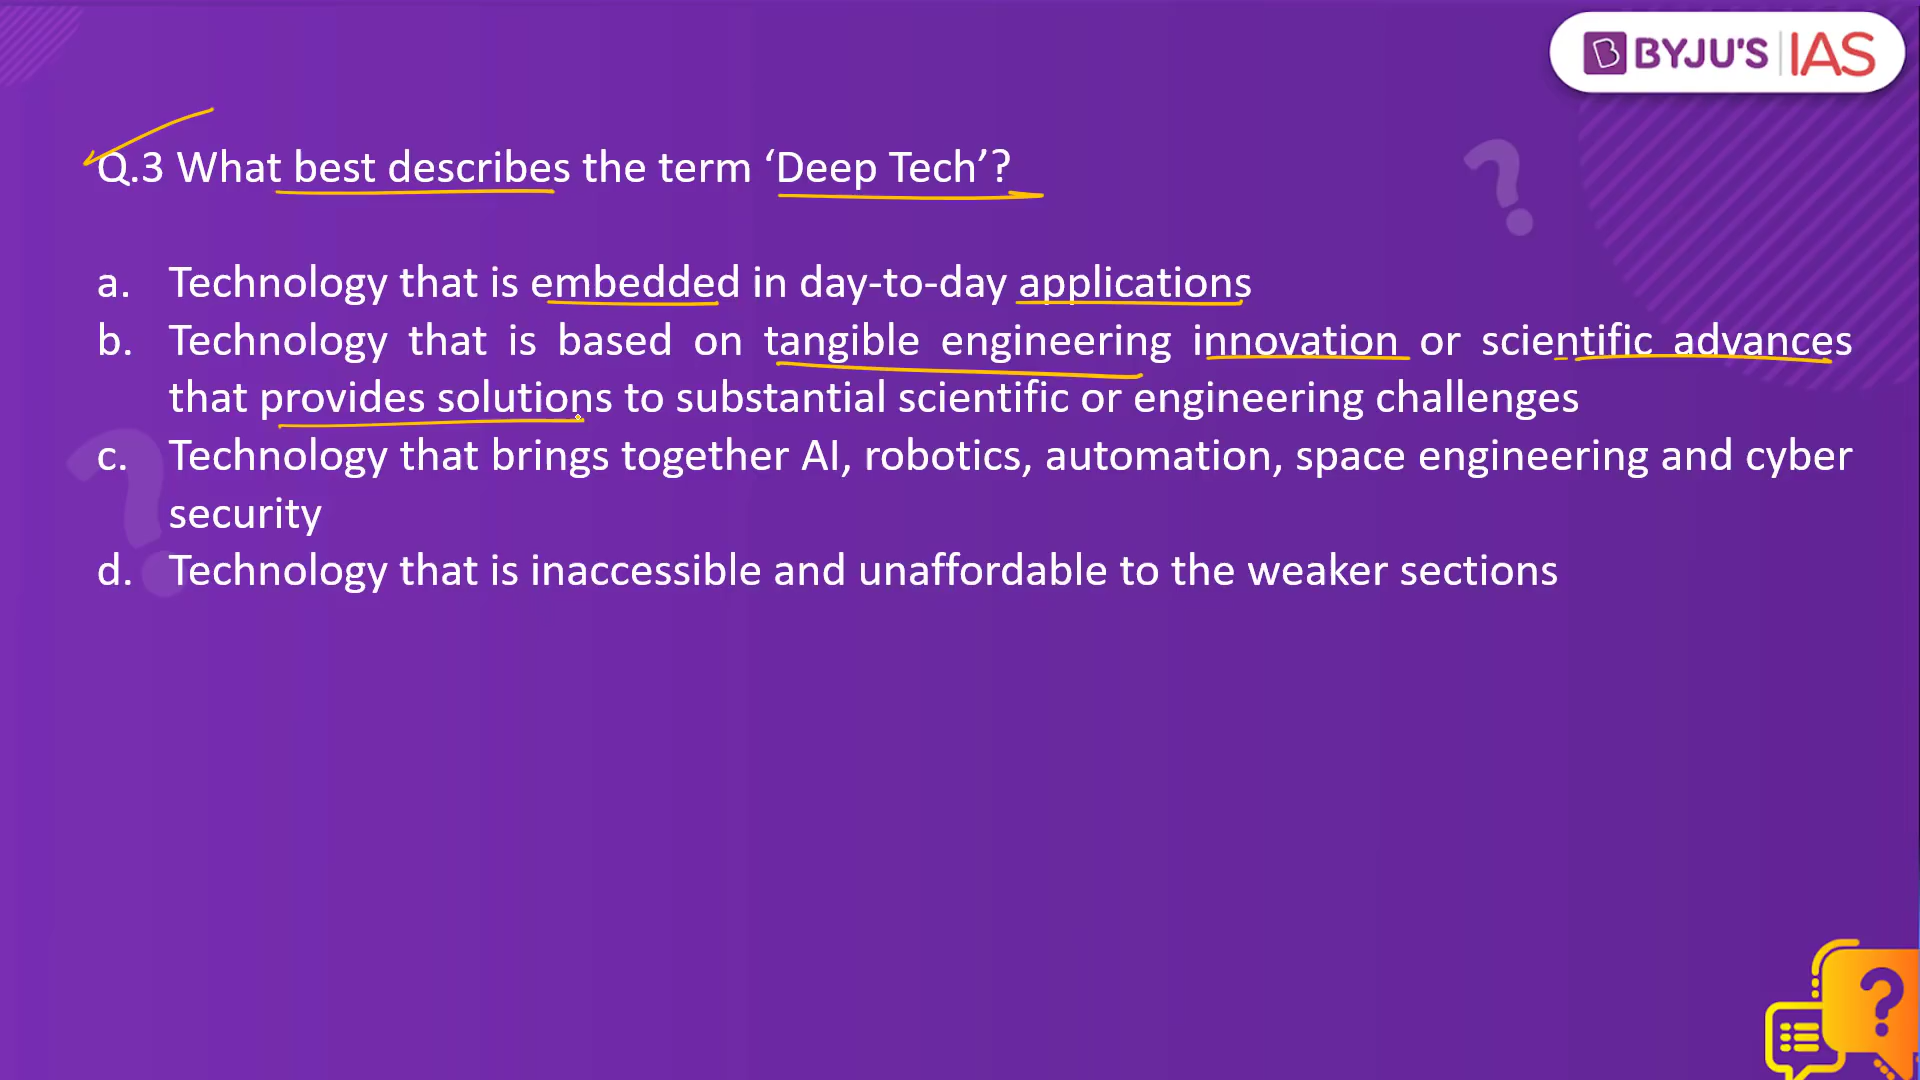 BYJU'S IAS
Q.3 What best describes the term ‘Deep Tech’?
a. Technology that is embedded in day-to-day applications
b. Technology that is based on tangible engineering innovation or scientific advances
that provides solutions to substantial scientific or engineering challenges
c. Technology that brings together AI, robotics, automation, space engineering and cyber
security
d. Technology that is inaccessible and unaffordable to the weaker sections